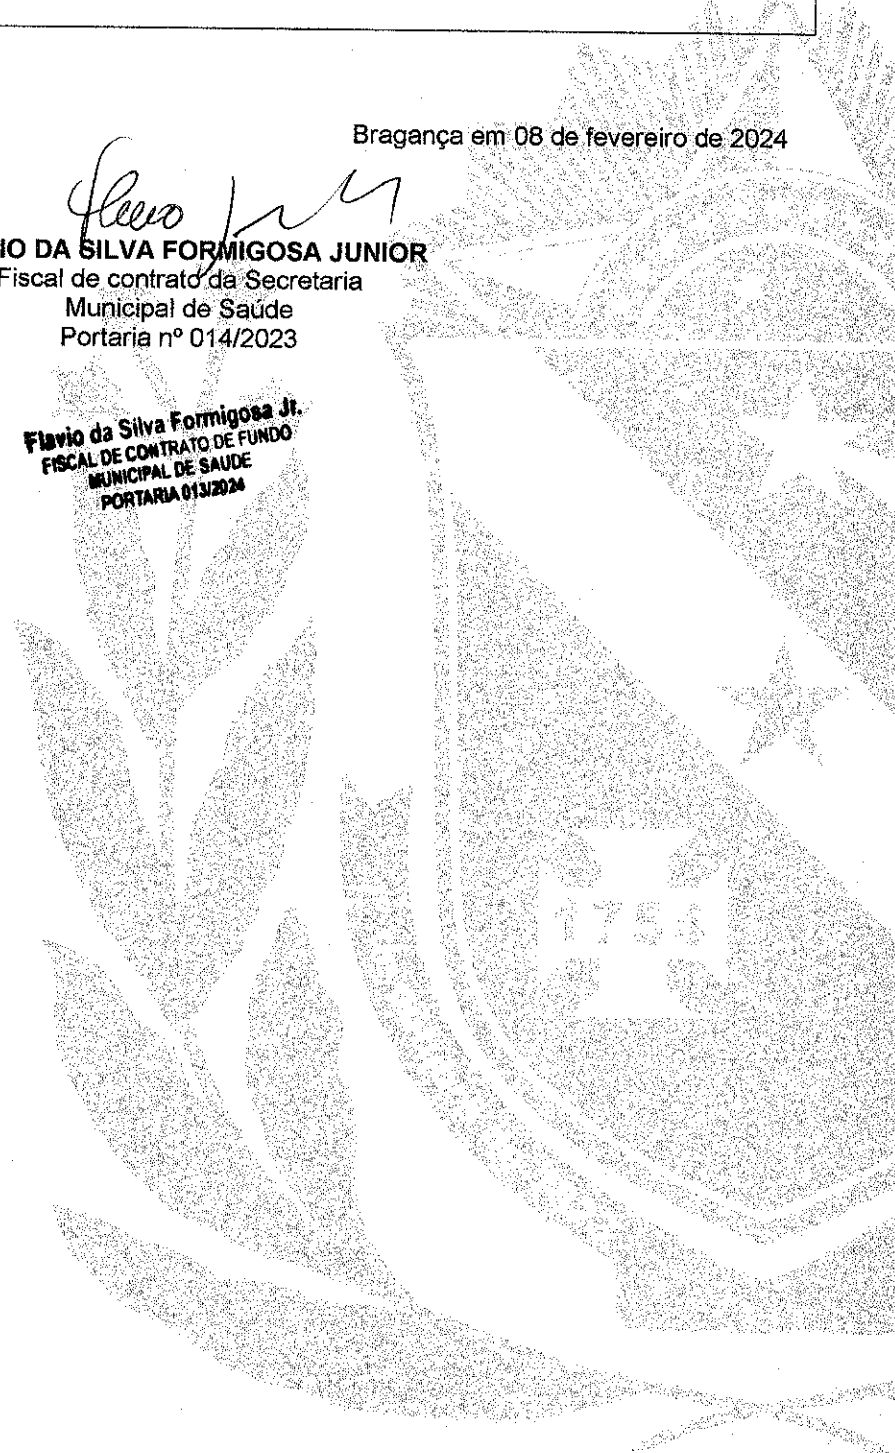 Bragança em 08 de fevereiro de 2024
IO DA SILVA FORMIGOSA JUNIOR
Fiscal de contrato da Secretaria
Municipal de Saúde
Portaria nº 014/2023
Flavio da Silva Formigosa Jr.
FISCAL DE CONTRATO DE FUNDO
MUNICIPAL DE SAUDE
PORTARIA 013/2024